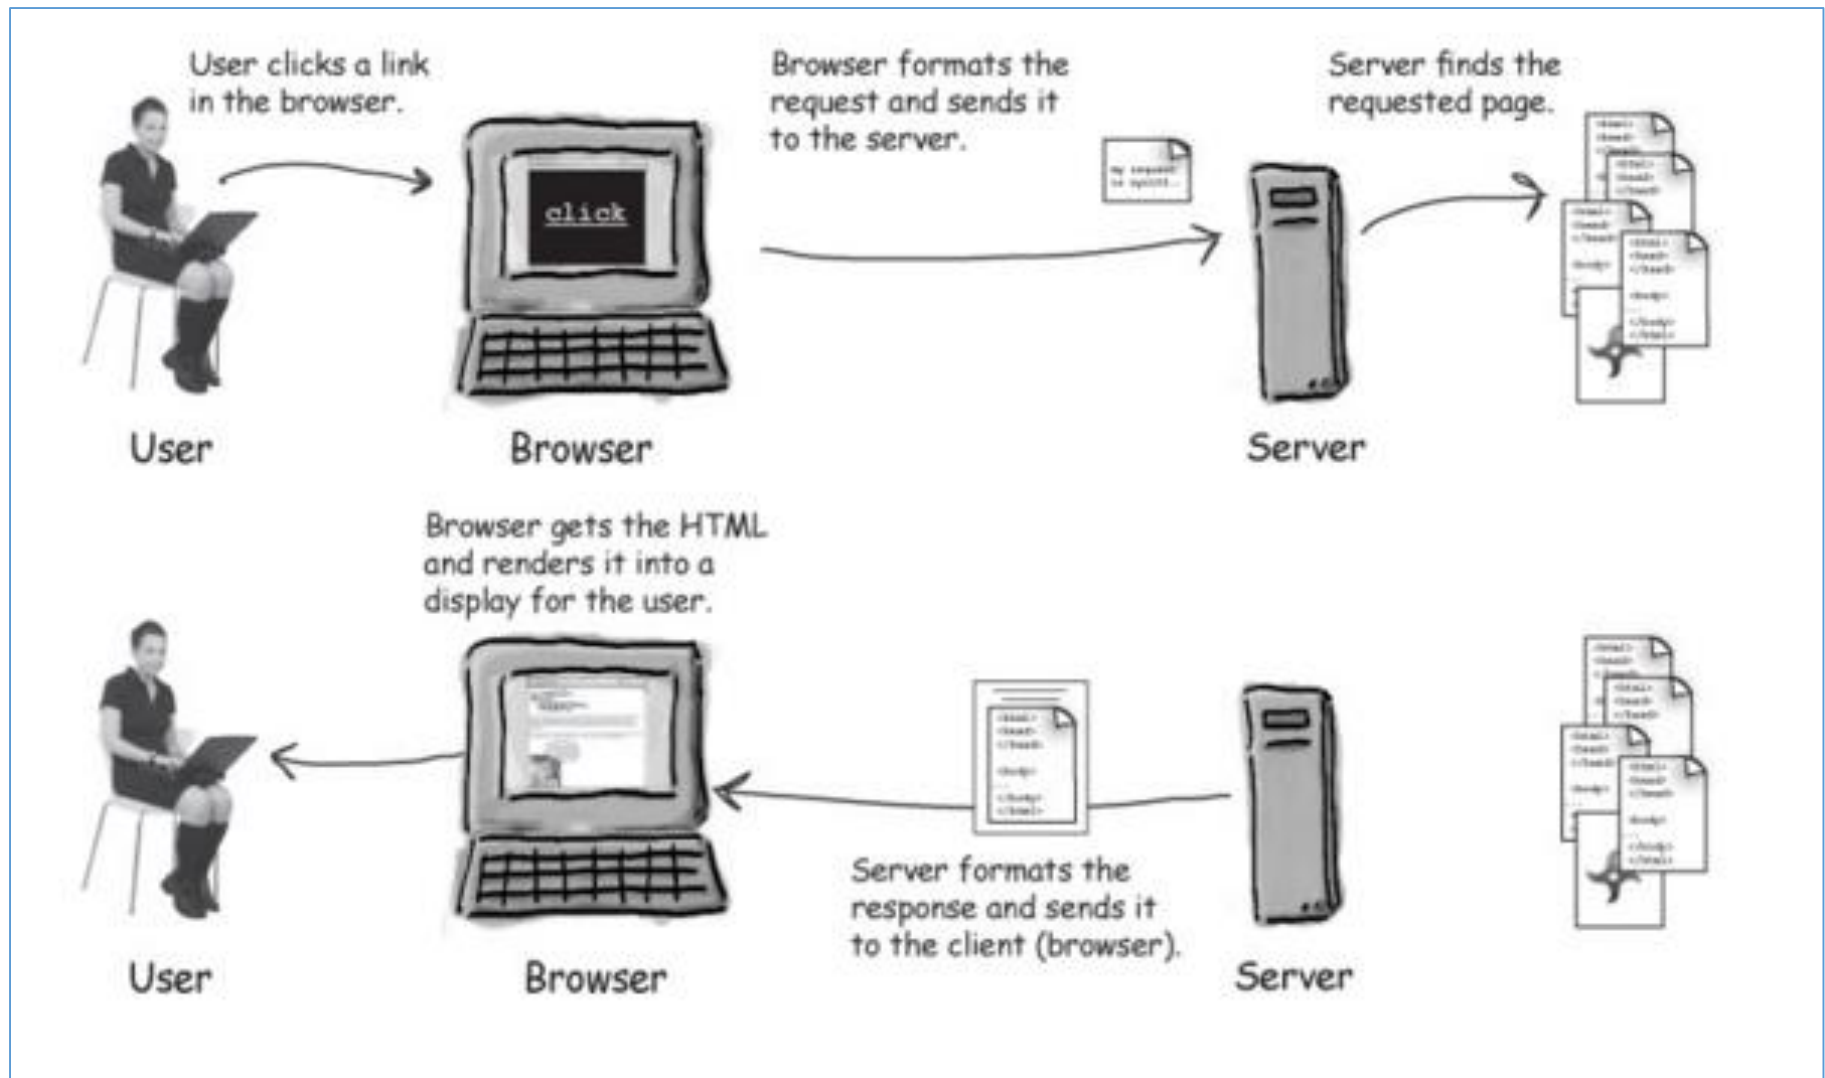 User clicks a link
in the browser.
Browser formats the
request and sends it
to the server.
Server finds the
requested page.
click
User
Browser
Server
Browser gets the HTML
and renders it into a
display for the user.
Server formats the
response and sends it
to the client (browser).
User
Browser
Server